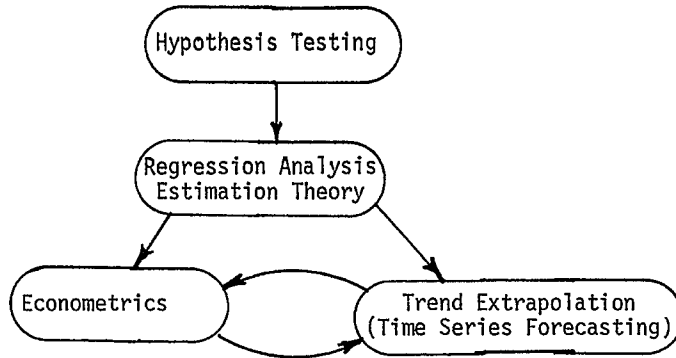 Hypothesis Testing
Regression Analysis
Estimation Theory
Econometrics
Trend Extrapolation
(Time Series Forecasting)